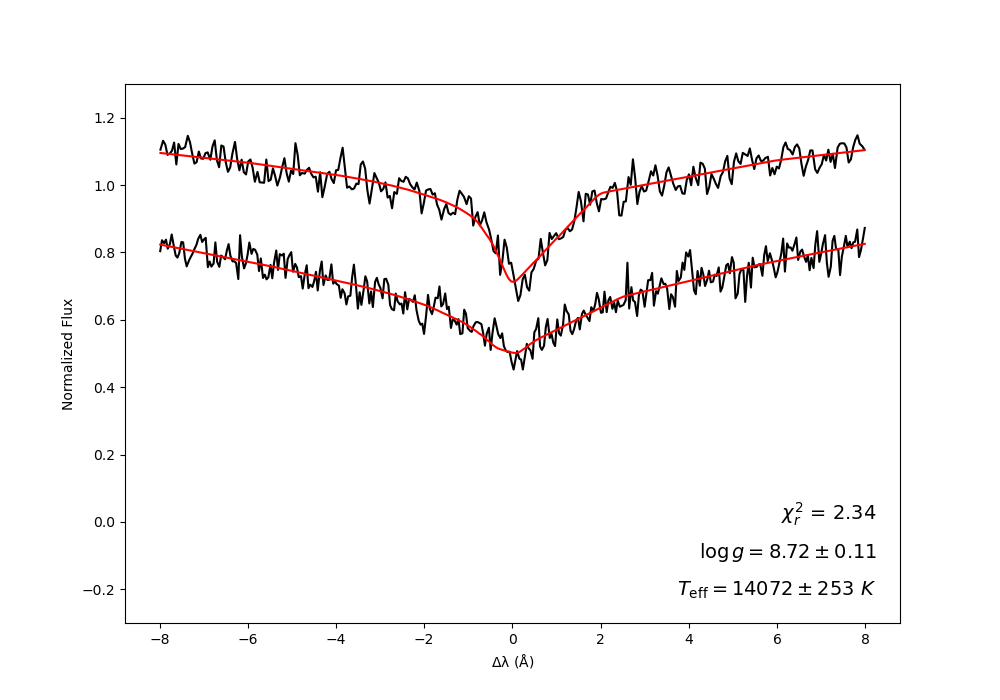 1.2
1.0
0.8
0.6
0.4
0.2
0.0
−0.2
Normalized Flux
χ²ᵣ = 2.34
log g = 8.72 ± 0.11
T_eff = 14072 ± 253 K
−8 −6 −4 −2 0 2 4 6 8
Δλ (Å)